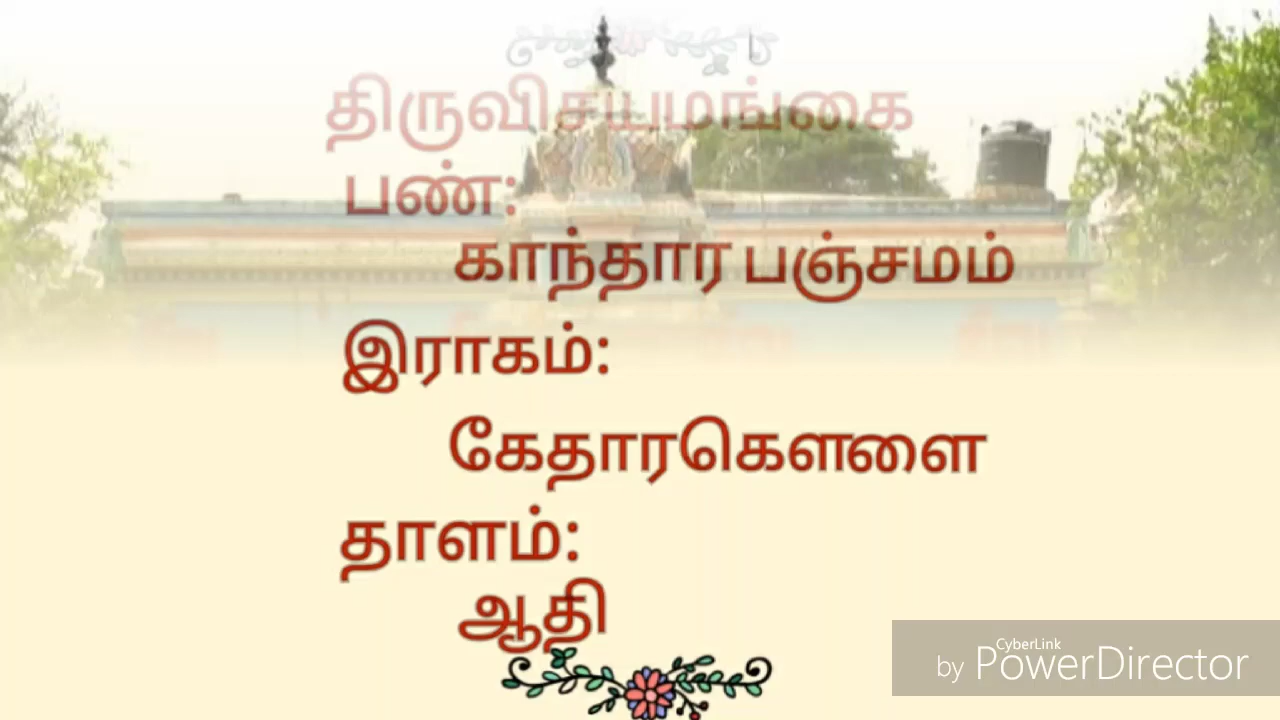 திருவிசயமங்கை
பண்:
காந்தார பஞ்சமம்
இராகம்:
கேதாரகௌளை
தாளம்:
ஆதி
CyberLink
by PowerDirector